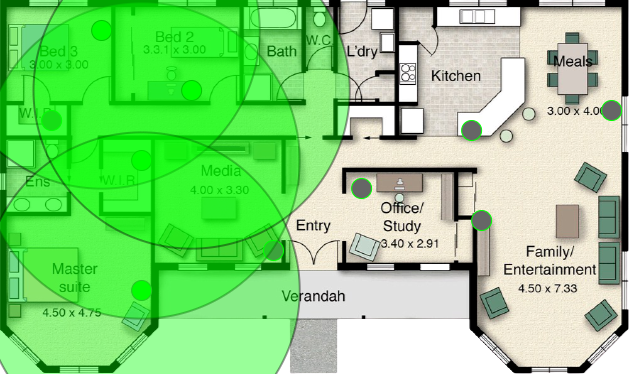 Bed 3
3.00 x 3.00
Bed 2
3.3.1 x 3.00
Bath
W.C
L'dry
Kitchen
Meals
3.00 x 4.00
W.I.R
Ens
W.I.R
Media
4.00 x 3.30
Office/
Study
3.40 x 2.91
Entry
Family/
Entertainment
4.50 x 7.33
Master
suite
4.50 x 4.75
Verandah